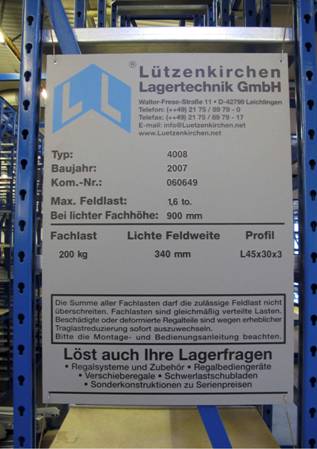 LL
®
Lützenkirchen
Lagertechnik GmbH
Walter-Frese-Straße 11 • D-42799 Leichlingen
Telefon: (++49) 21 75 / 89 79 - 0
Telefax: (++49) 21 75 / 89 79 - 17
E-mail: info@Luetzenkirchen.net
www.Luetzenkirchen.net
Typ: 4008
Baujahr: 2007
Kom.-Nr.: 060649
Max. Feldlast: 1,6 to.
Bei lichter Fachhöhe: 900 mm
Fachlast Lichte Feldweite Profil
200 kg 340 mm L45x30x3
Die Summe aller Fachlasten darf die zulässige Feldlast nicht
überschreiten. Fachlasten sind gleichmäßig verteilte Lasten.
Beschädigte oder deformierte Regalteile sind wegen erheblicher
Traglastreduzierung sofort auszuwechseln.
Bitte die Montage- und Bedienungsanleitung beachten.
Löst auch Ihre Lagerfragen
• Regalsysteme und Zubehör • Regalbediengeräte
• Verschieberegale • Schwerlastschubladen
• Sonderkonstruktionen zu Serienpreisen